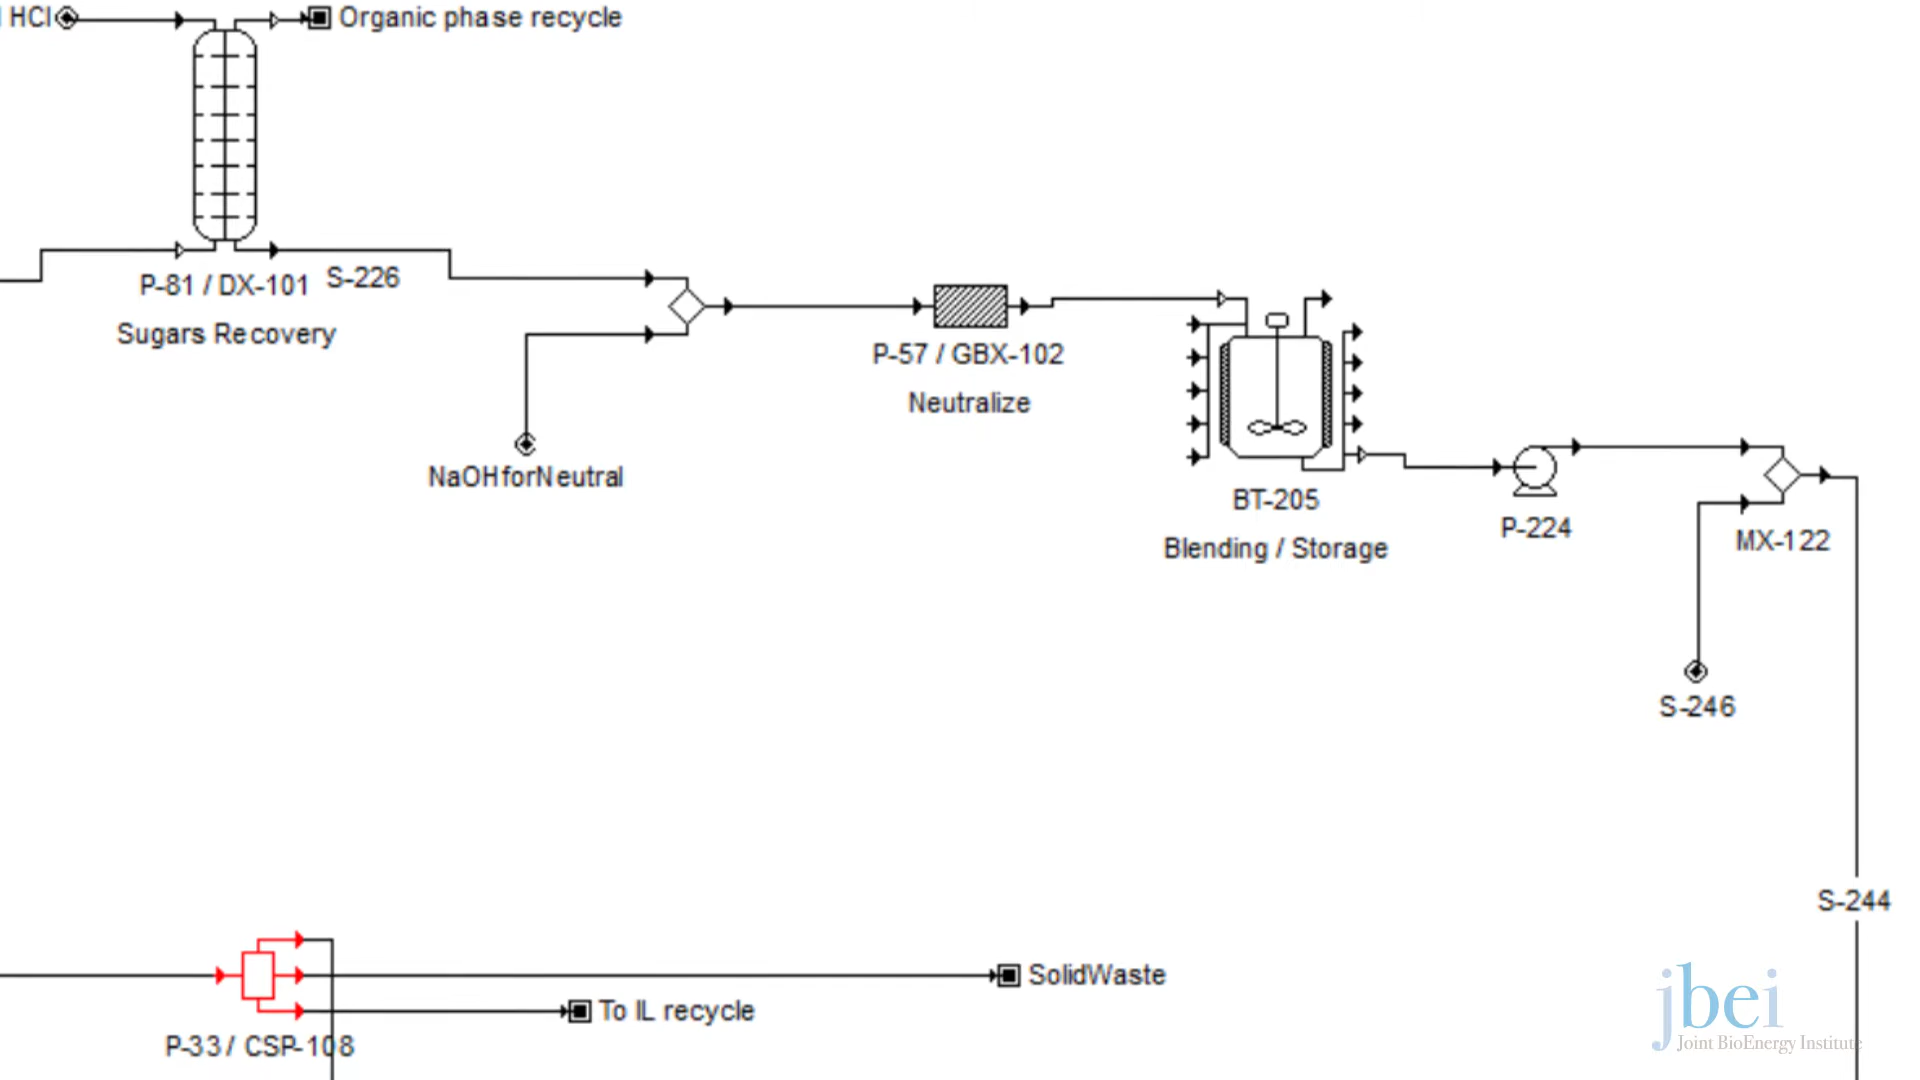 HCl
Organic phase recycle
P-81 / DX-101
S-226
Sugars Recovery
P-57 / GBX-102
Neutralize
NaOHforNeutral
BT-205
Blending / Storage
P-224
MX-122
S-246
S-244
SolidWaste
To IL recycle
P-33 / CSP-108
jbei
Joint BioEnergy Institute